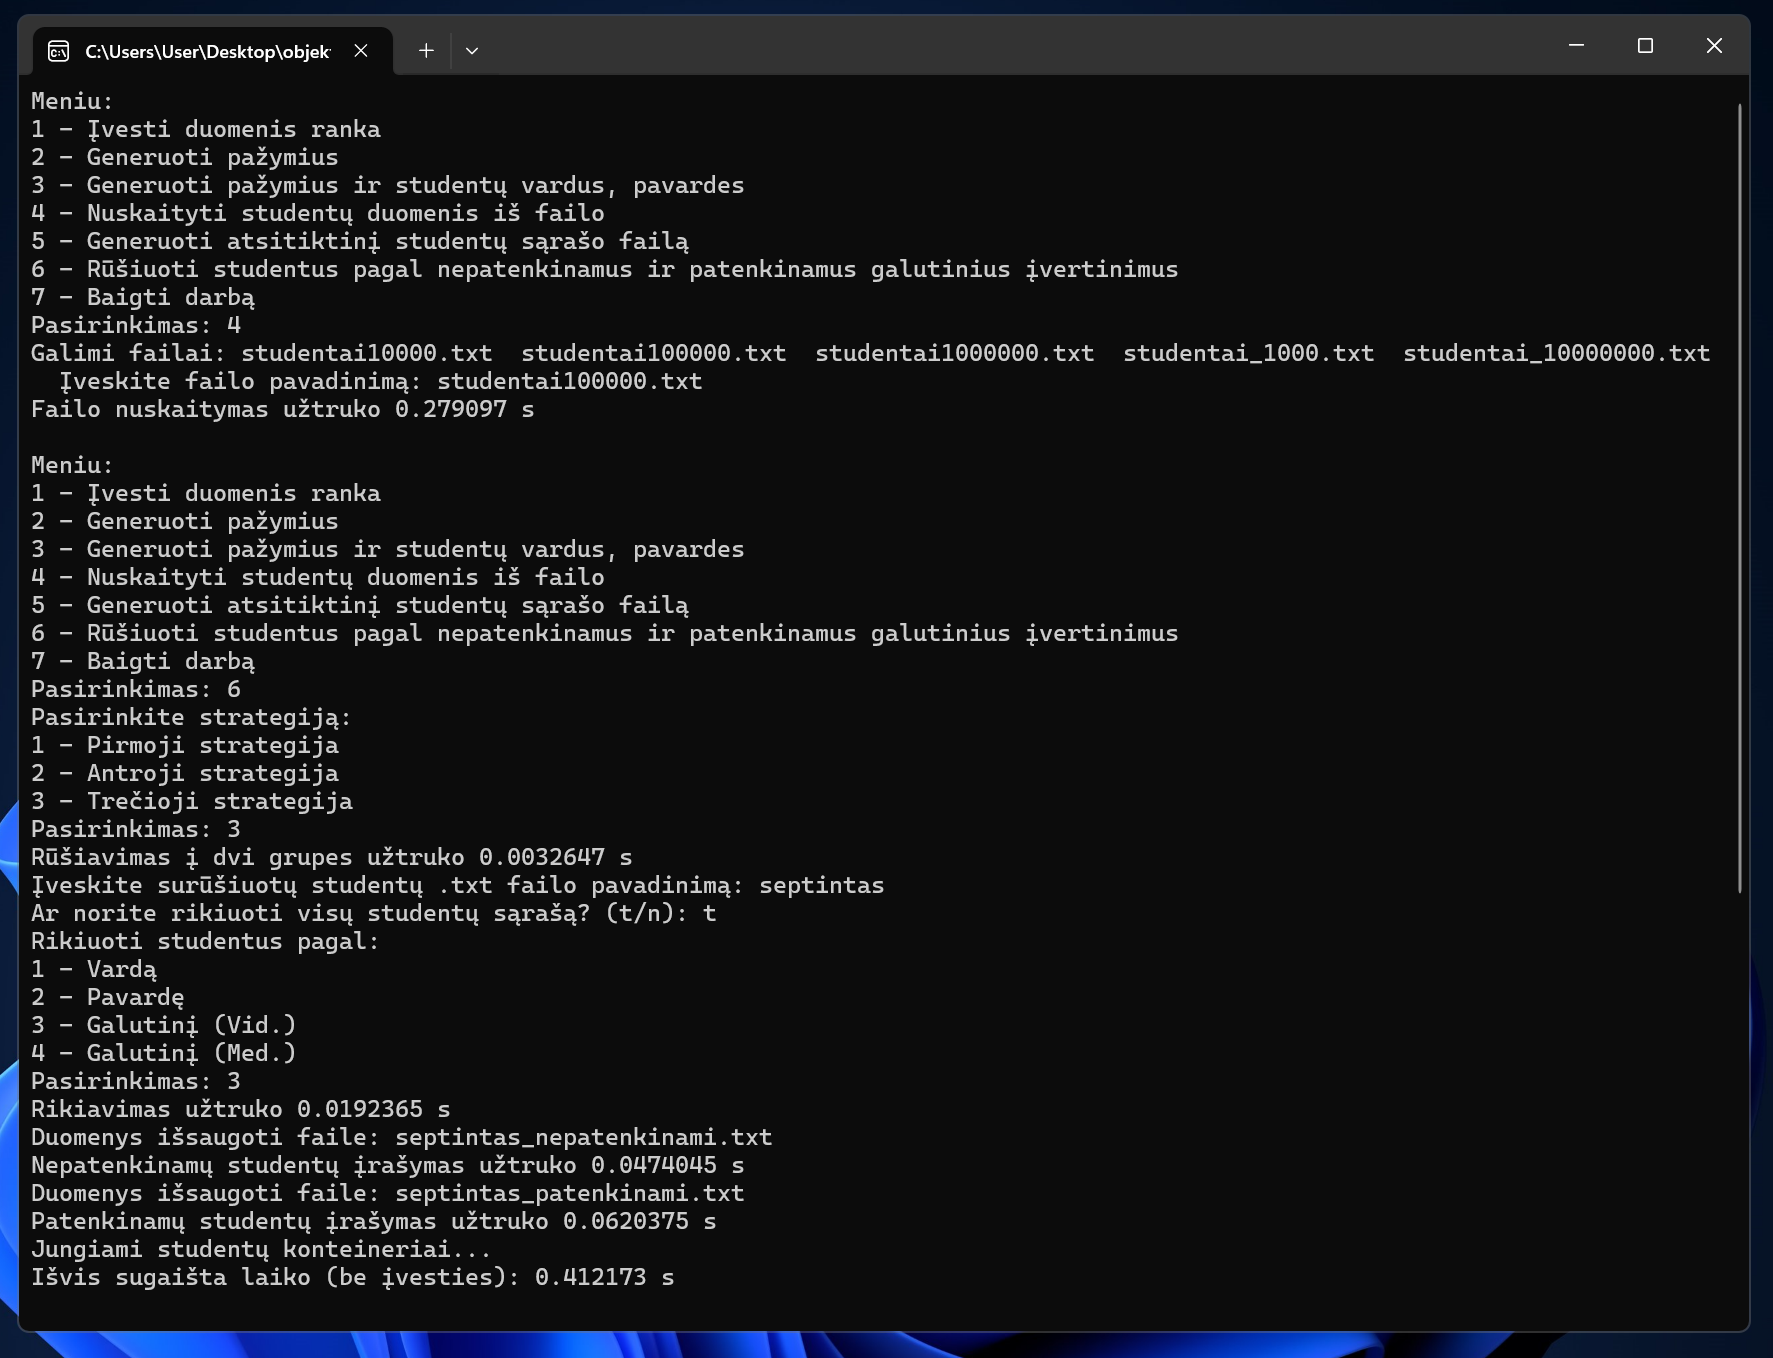 C:\Users\User\Desktop\objek
Meniu:
1 - Įvesti duomenis ranka
2 - Generuoti pažymius
3 - Generuoti pažymius ir studentų vardus, pavardes
4 - Nuskaityti studentų duomenis iš failo
5 - Generuoti atsitiktinį studentų sąrašo failą
6 - Rūšiuoti studentus pagal nepatenkinamus ir patenkinamus galutinius įvertinimus
7 - Baigti darbą
Pasirinkimas: 4
Galimi failai: studentai10000.txt  studentai100000.txt  studentai1000000.txt  studentai_1000.txt  studentai_10000000.txt
  Įveskite failo pavadinimą: studentai100000.txt
Failo nuskaitymas užtruko 0.279097 s
Meniu:
1 - Įvesti duomenis ranka
2 - Generuoti pažymius
3 - Generuoti pažymius ir studentų vardus, pavardes
4 - Nuskaityti studentų duomenis iš failo
5 - Generuoti atsitiktinį studentų sąrašo failą
6 - Rūšiuoti studentus pagal nepatenkinamus ir patenkinamus galutinius įvertinimus
7 - Baigti darbą
Pasirinkimas: 6
Pasirinkite strategiją:
1 - Pirmoji strategija
2 - Antroji strategija
3 - Trečioji strategija
Pasirinkimas: 3
Rūšiavimas į dvi grupes užtruko 0.0032647 s
Įveskite surūšiuotų studentų .txt failo pavadinimą: septintas
Ar norite rikiuoti visų studentų sąrašą? (t/n): t
Rikiuoti studentus pagal:
1 - Vardą
2 - Pavardę
3 - Galutinį (Vid.)
4 - Galutinį (Med.)
Pasirinkimas: 3
Rikiavimas užtruko 0.0192365 s
Duomenys išsaugoti faile: septintas_nepatenkinami.txt
Nepatenkinamų studentų įrašymas užtruko 0.0474045 s
Duomenys išsaugoti faile: septintas_patenkinami.txt
Patenkinamų studentų įrašymas užtruko 0.0620375 s
Jungiami studentų konteineriai...
Išvis sugaišta laiko (be įvesties): 0.412173 s